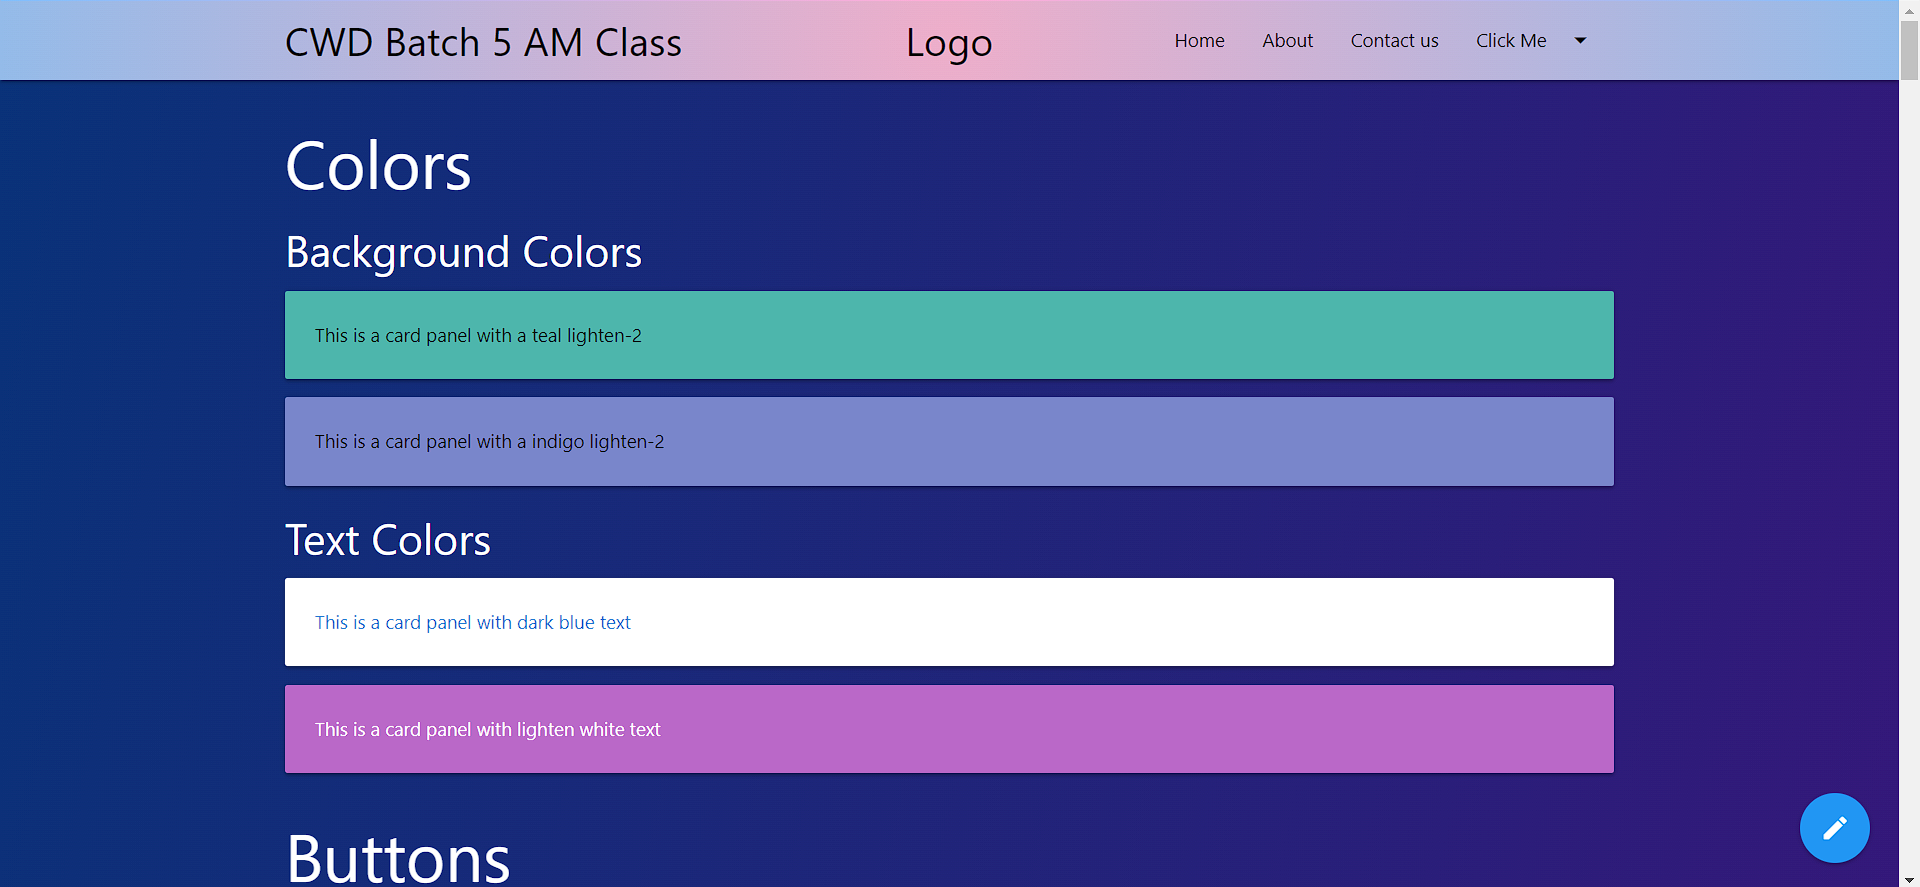 CWD Batch 5 AM Class
Logo
Home
About
Contact us
Click Me
Colors
Background Colors
This is a card panel with a teal lighten-2
This is a card panel with a indigo lighten-2
Text Colors
This is a card panel with dark blue text
This is a card panel with lighten white text
Buttons